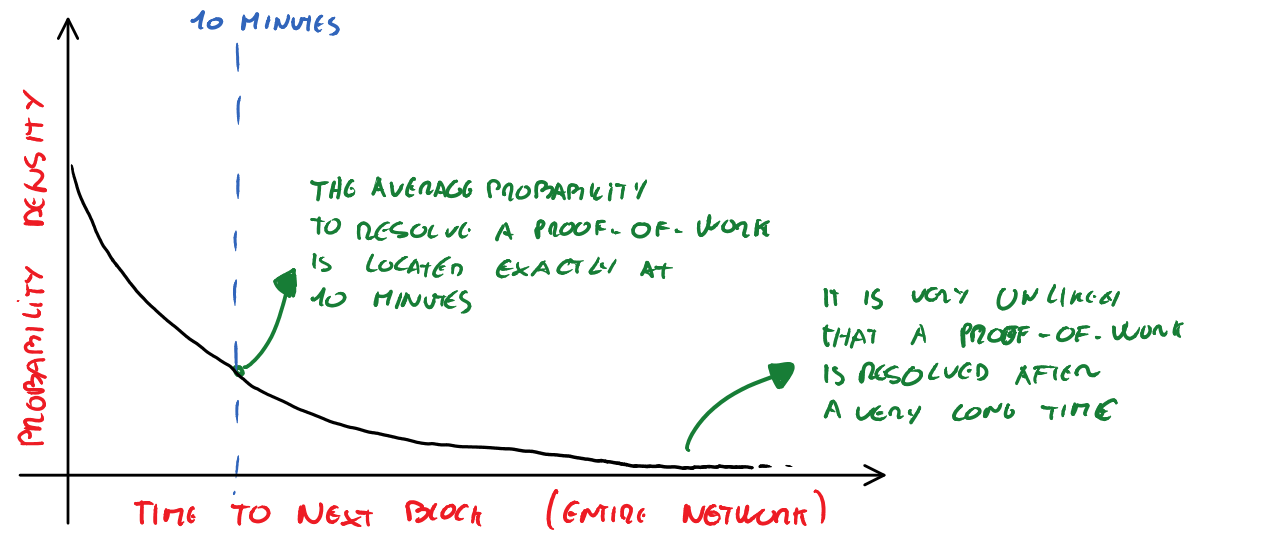 10 MINUTES
PROBABILITY DENSITY
THE AVERAGE PROBABILITY
TO RESOLVE A PROOF-OF-WORK
IS LOCATED EXACTLY AT
10 MINUTES
IT IS VERY UNLIKELY
THAT A PROOF-OF-WORK
IS RESOLVED AFTER
A VERY LONG TIME
TIME TO NEXT BLOCK (ENTIRE NETWORK)